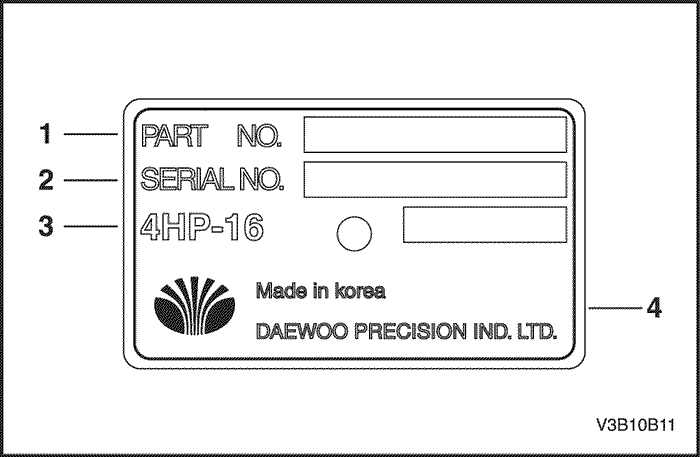 1 PART NO.
2 SERIAL NO.
3 4HP-16
Made in korea
4
DAEWOO PRECISION IND. LTD.
V3B10B11